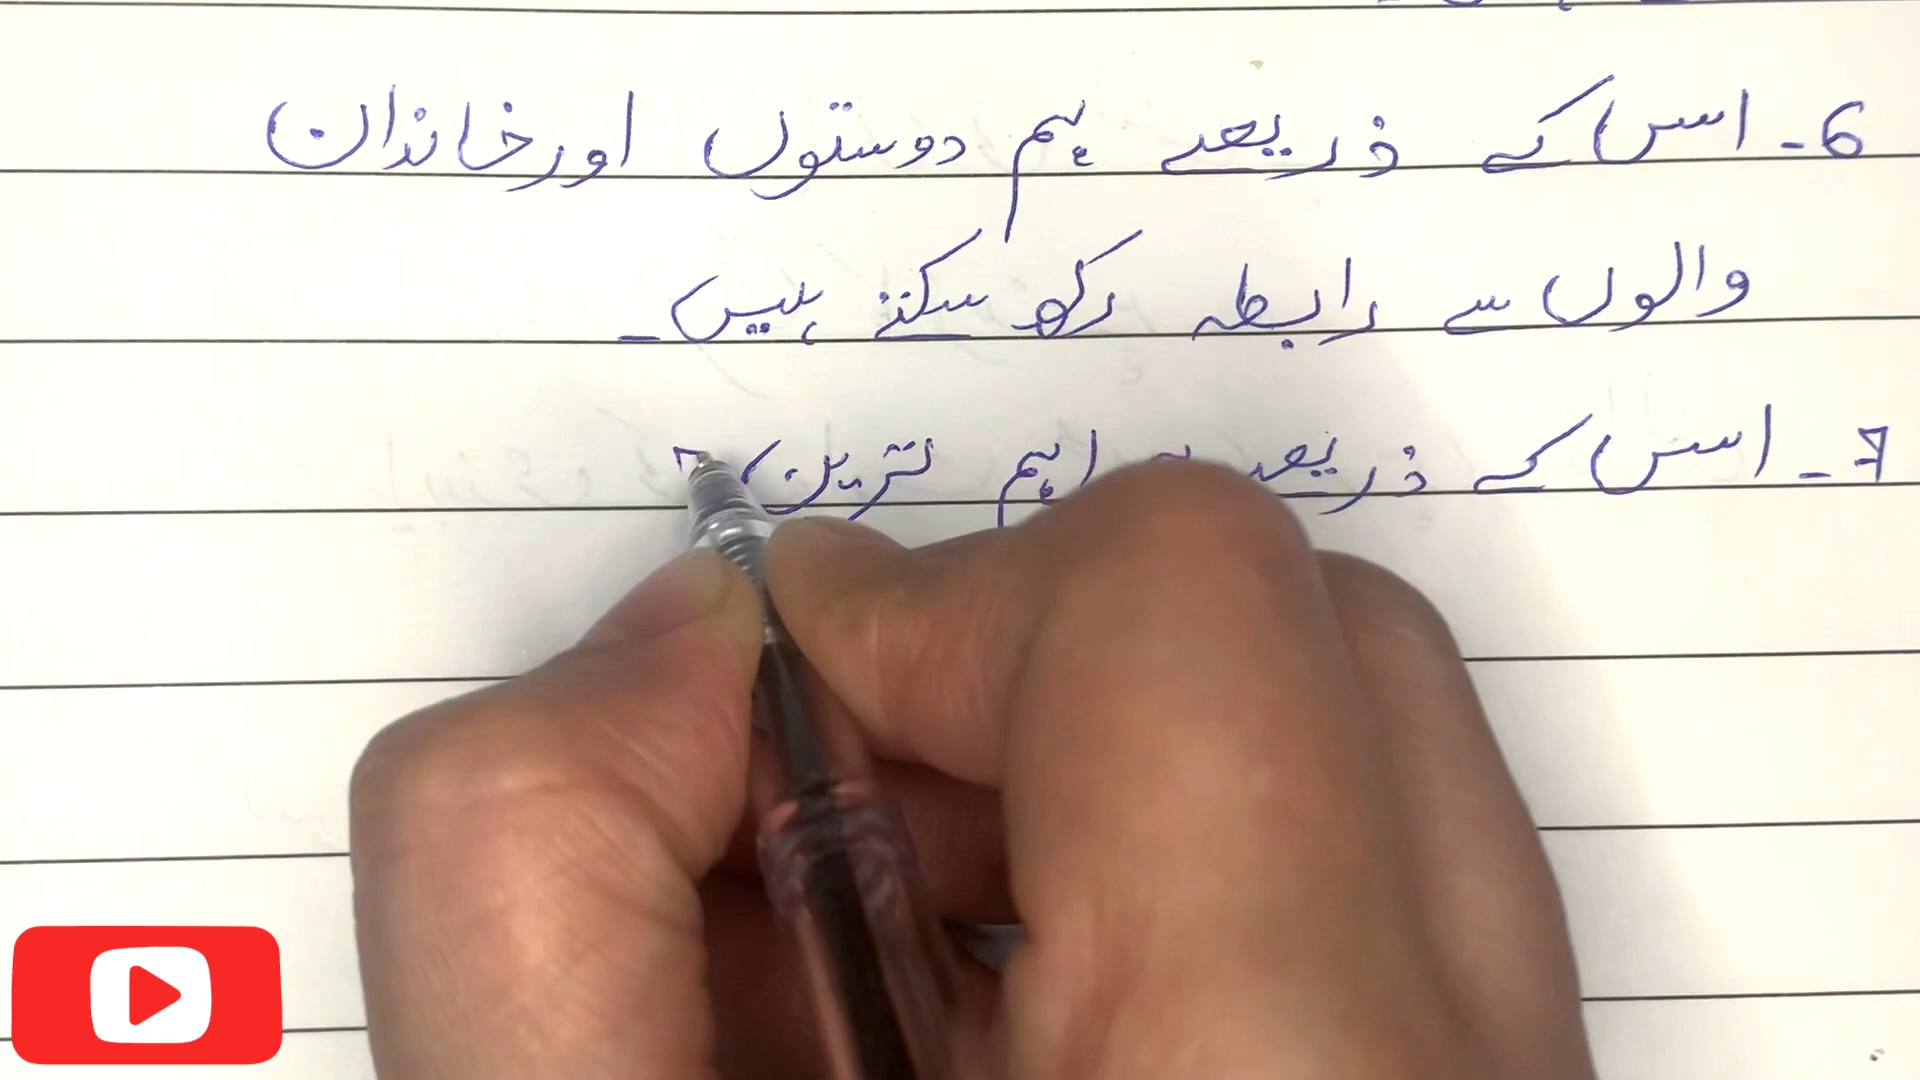 6۔ اس کے ذریعے ہم دوستوں اور خاندان
والوں سے رابطہ رکھ سکتے ہیں۔
7۔ اس کے ذریعے اہم ترین